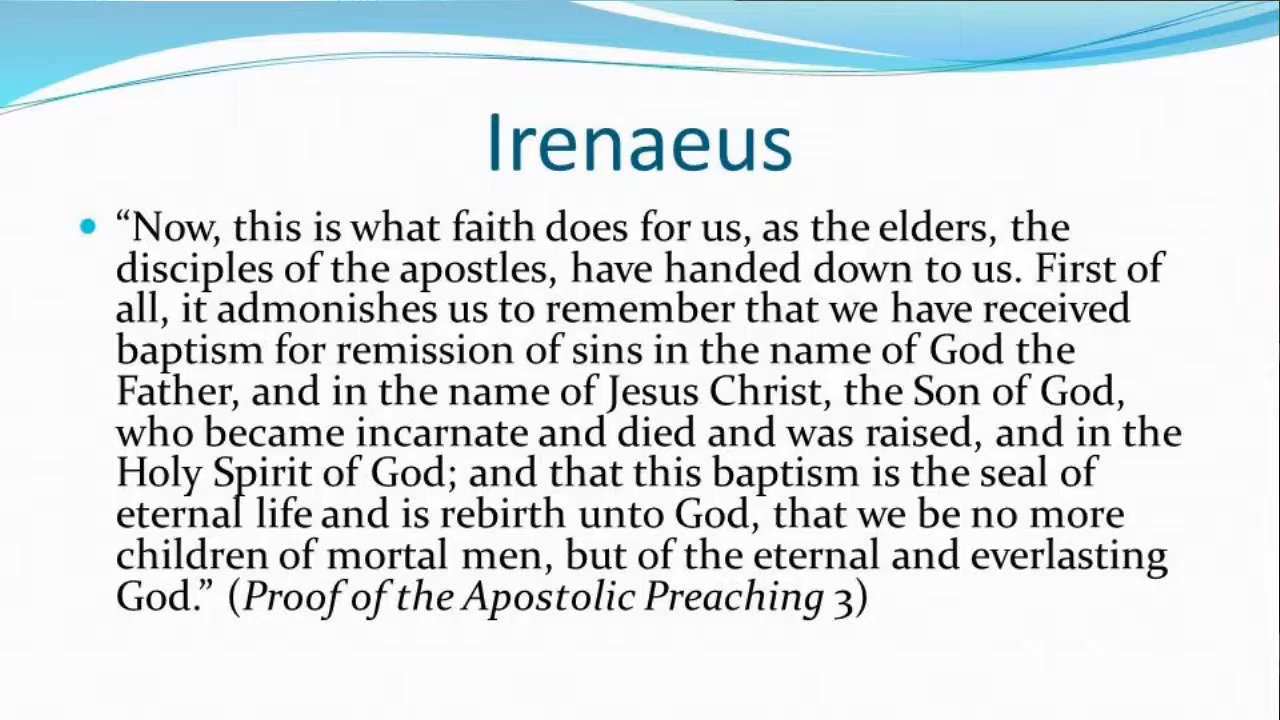 Irenaeus
• “Now, this is what faith does for us, as the elders, the
disciples of the apostles, have handed down to us. First of
all, it admonishes us to remember that we have received
baptism for remission of sins in the name of God the
Father, and in the name of Jesus Christ, the Son of God,
who became incarnate and died and was raised, and in the
Holy Spirit of God; and that this baptism is the seal of
eternal life and is rebirth unto God, that we be no more
children of mortal men, but of the eternal and everlasting
God.” (Proof of the Apostolic Preaching 3)